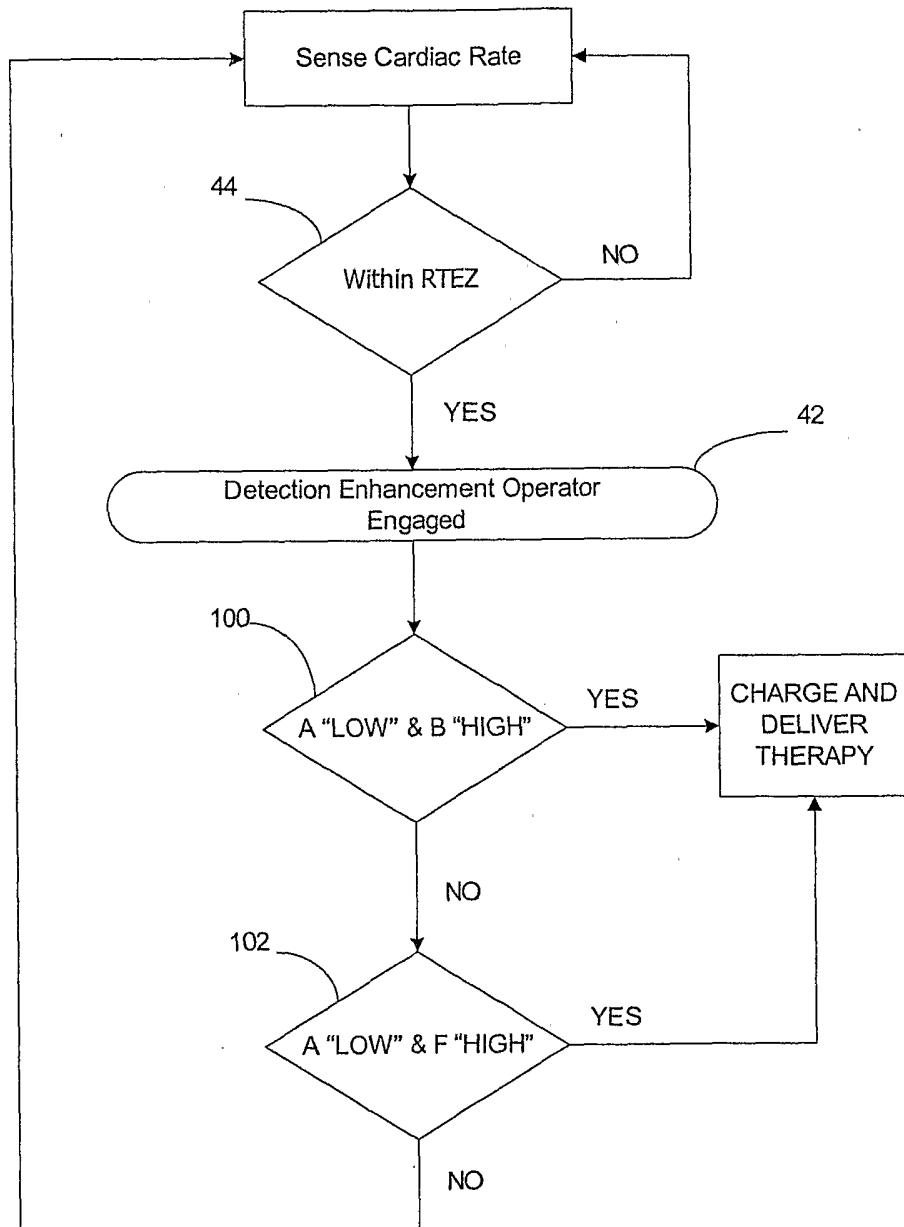 Sense Cardiac Rate
44
Within RTEZ
NO
YES
42
Detection Enhancement Operator
Engaged
100
A “LOW” & B “HIGH”
YES
CHARGE AND
DELIVER
THERAPY
NO
102
A “LOW” & F “HIGH”
YES
NO